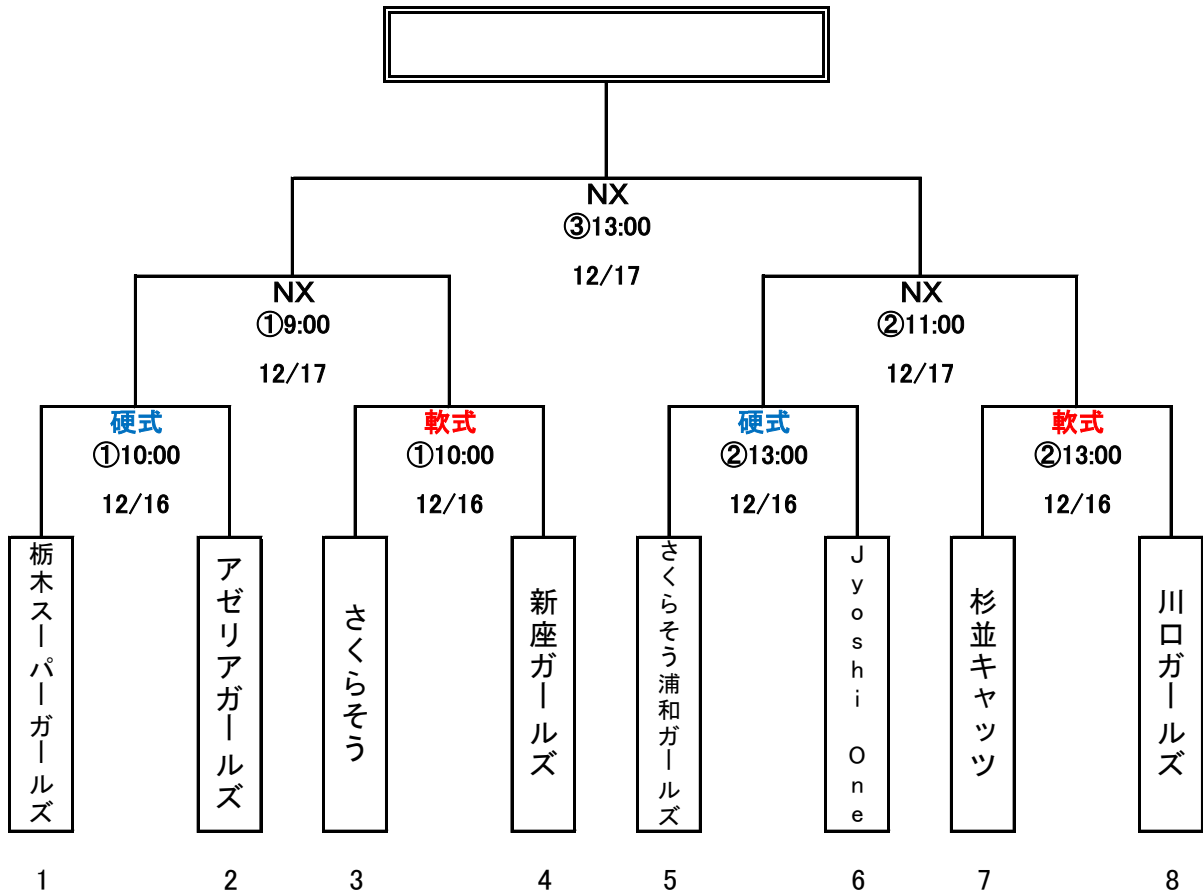 NX
③13:00
12/17
NX
①9:00
12/17
NX
②11:00
12/17
硬式
①10:00
12/16
軟式
①10:00
12/16
硬式
②13:00
12/16
軟式
②13:00
12/16
栃木スーパーガールズ
アゼリアガールズ
さくらそう
新座ガールズ
さくらそう浦和ガールズ
Jyoshi One
杉並キャッツ
川口ガールズ
1
2
3
4
5
6
7
8